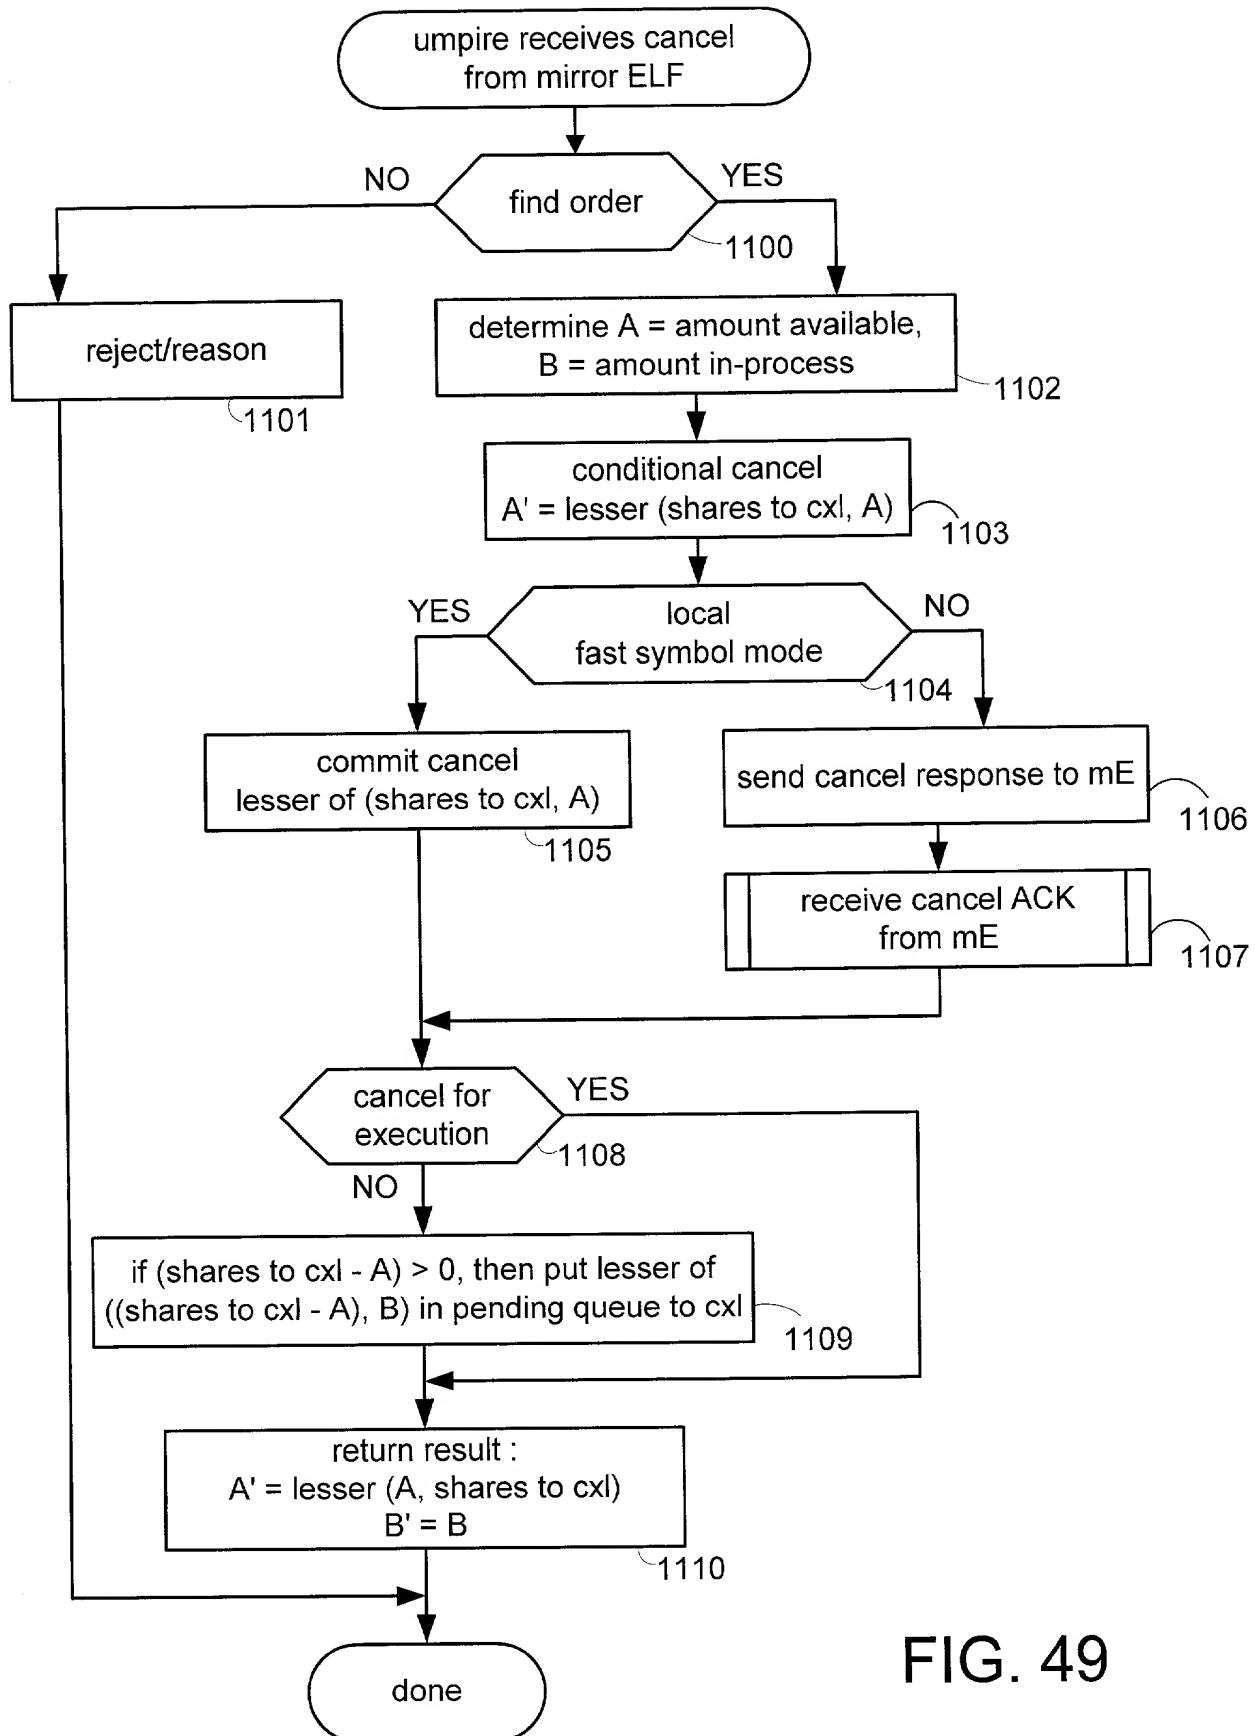 umpire receives cancel
from mirror ELF
NO
YES
find order
1100
reject/reason
1101
determine A = amount available,
B = amount in-process
1102
conditional cancel
A' = lesser (shares to cxl, A)
1103
YES
local
fast symbol mode
NO
1104
commit cancel
lesser of (shares to cxl, A)
1105
send cancel response to mE
1106
receive cancel ACK
from mE
1107
cancel for
execution
YES
1108
NO
if (shares to cxl - A) > 0, then put lesser of
((shares to cxl - A), B) in pending queue to cxl
1109
return result :
A' = lesser (A, shares to cxl)
B' = B
1110
done
FIG. 49